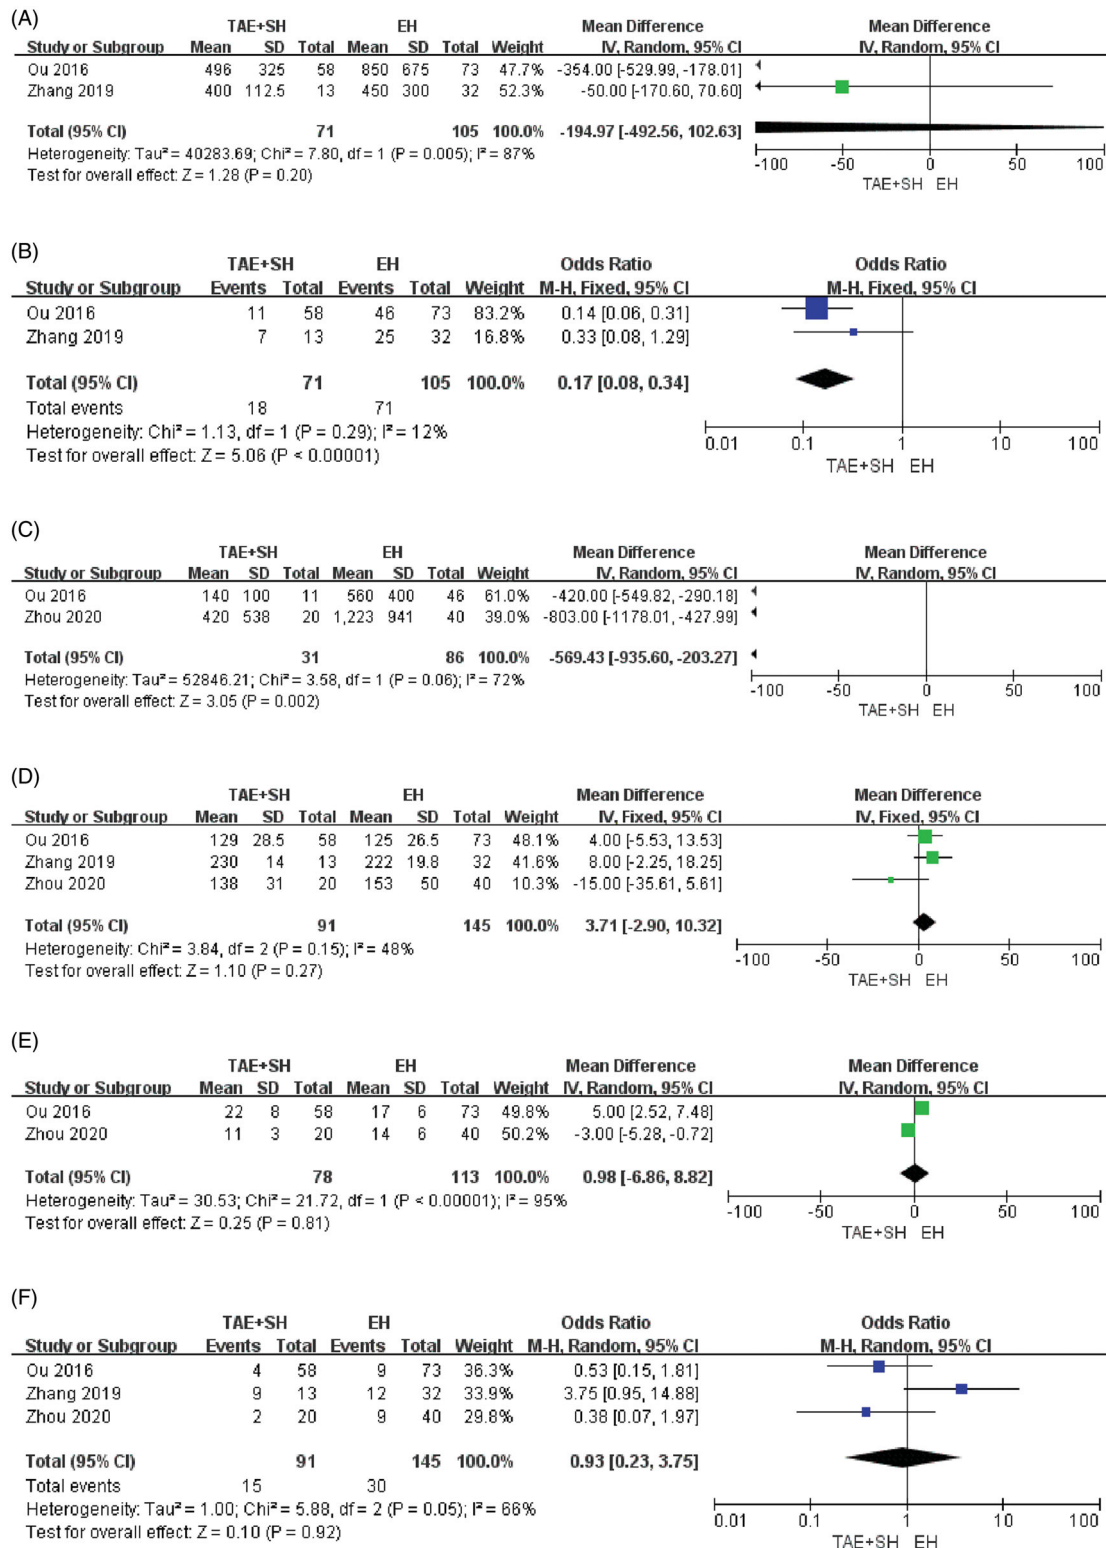 (A)
TAE+SH EH Mean Difference Mean Difference
Study or Subgroup Mean SD Total Mean SD Total Weight IV, Random, 95% CI IV, Random, 95% CI
Ou 2016 496 325 58 850 675 73 47.7% -354.00 [-529.99, -178.01]
Zhang 2019 400 112.5 13 450 300 32 52.3% -50.00 [-170.60, 70.60]
Total (95% CI) 71 105 100.0% -194.97 [-492.56, 102.63]
Heterogeneity: Tau² = 40283.69; Chi² = 7.80, df = 1 (P = 0.005); I² = 87%
Test for overall effect: Z = 1.28 (P = 0.20)
-100 -50 0 50 100
TAE+SH EH
(B)
TAE+SH EH Odds Ratio Odds Ratio
Study or Subgroup Events Total Events Total Weight M-H, Fixed, 95% CI M-H, Fixed, 95% CI
Ou 2016 11 58 46 73 83.2% 0.14 [0.06, 0.31]
Zhang 2019 7 13 25 32 16.8% 0.33 [0.08, 1.29]
Total (95% CI) 71 105 100.0% 0.17 [0.08, 0.34]
Total events 18 71
Heterogeneity: Chi² = 1.13, df = 1 (P = 0.29); I² = 12%
Test for overall effect: Z = 5.06 (P < 0.00001)
0.01 0.1 1 10 100
TAE+SH EH
(C)
TAE+SH EH Mean Difference Mean Difference
Study or Subgroup Mean SD Total Mean SD Total Weight IV, Random, 95% CI IV, Random, 95% CI
Ou 2016 140 100 11 560 400 46 61.0% -420.00 [-549.82, -290.18]
Zhou 2020 420 538 20 1,223 941 40 39.0% -803.00 [-1178.01, -427.99]
Total (95% CI) 31 86 100.0% -569.43 [-935.60, -203.27]
Heterogeneity: Tau² = 52846.21; Chi² = 3.58, df = 1 (P = 0.06); I² = 72%
Test for overall effect: Z = 3.05 (P = 0.002)
-100 -50 0 50 100
TAE+SH EH
(D)
TAE+SH EH Mean Difference Mean Difference
Study or Subgroup Mean SD Total Mean SD Total Weight IV, Fixed, 95% CI IV, Fixed, 95% CI
Ou 2016 129 28.5 58 125 26.5 73 48.1% 4.00 [-5.53, 13.53]
Zhang 2019 230 14 13 222 19.8 32 41.6% 8.00 [-2.25, 18.25]
Zhou 2020 138 31 20 153 50 40 10.3% -15.00 [-35.61, 5.61]
Total (95% CI) 91 145 100.0% 3.71 [-2.90, 10.32]
Heterogeneity: Chi² = 3.84, df = 2 (P = 0.15); I² = 48%
Test for overall effect: Z = 1.10 (P = 0.27)
-100 -50 0 50 100
TAE+SH EH
(E)
TAE+SH EH Mean Difference Mean Difference
Study or Subgroup Mean SD Total Mean SD Total Weight IV, Random, 95% CI IV, Random, 95% CI
Ou 2016 22 8 58 17 6 73 49.8% 5.00 [2.52, 7.48]
Zhou 2020 11 3 20 14 6 40 50.2% -3.00 [-5.28, -0.72]
Total (95% CI) 78 113 100.0% 0.98 [-6.86, 8.82]
Heterogeneity: Tau² = 30.53; Chi² = 21.72, df = 1 (P < 0.00001); I² = 95%
Test for overall effect: Z = 0.25 (P = 0.81)
-100 -50 0 50 100
TAE+SH EH
(F)
TAE+SH EH Odds Ratio Odds Ratio
Study or Subgroup Events Total Events Total Weight M-H, Random, 95% CI M-H, Random, 95% CI
Ou 2016 4 58 9 73 36.3% 0.53 [0.15, 1.81]
Zhang 2019 9 13 12 32 33.9% 3.75 [0.95, 14.88]
Zhou 2020 2 20 9 40 29.8% 0.38 [0.07, 1.97]
Total (95% CI) 91 145 100.0% 0.93 [0.23, 3.75]
Total events 15 30
Heterogeneity: Tau² = 1.00; Chi² = 5.88, df = 2 (P = 0.05); I² = 66%
Test for overall effect: Z = 0.10 (P = 0.92)
0.01 0.1 1 10 100
TAE+SH EH